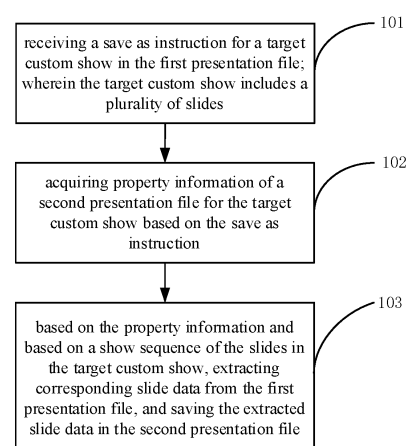 101
receiving a save as instruction for a target
custom show in the first presentation file;
wherein the target custom show includes a
plurality of slides
102
acquiring property information of a
second presentation file for the target
custom show based on the save as
instruction
103
based on the property information and
based on a show sequence of the slides in
the target custom show, extracting
corresponding slide data from the first
presentation file, and saving the extracted
slide data in the second presentation file